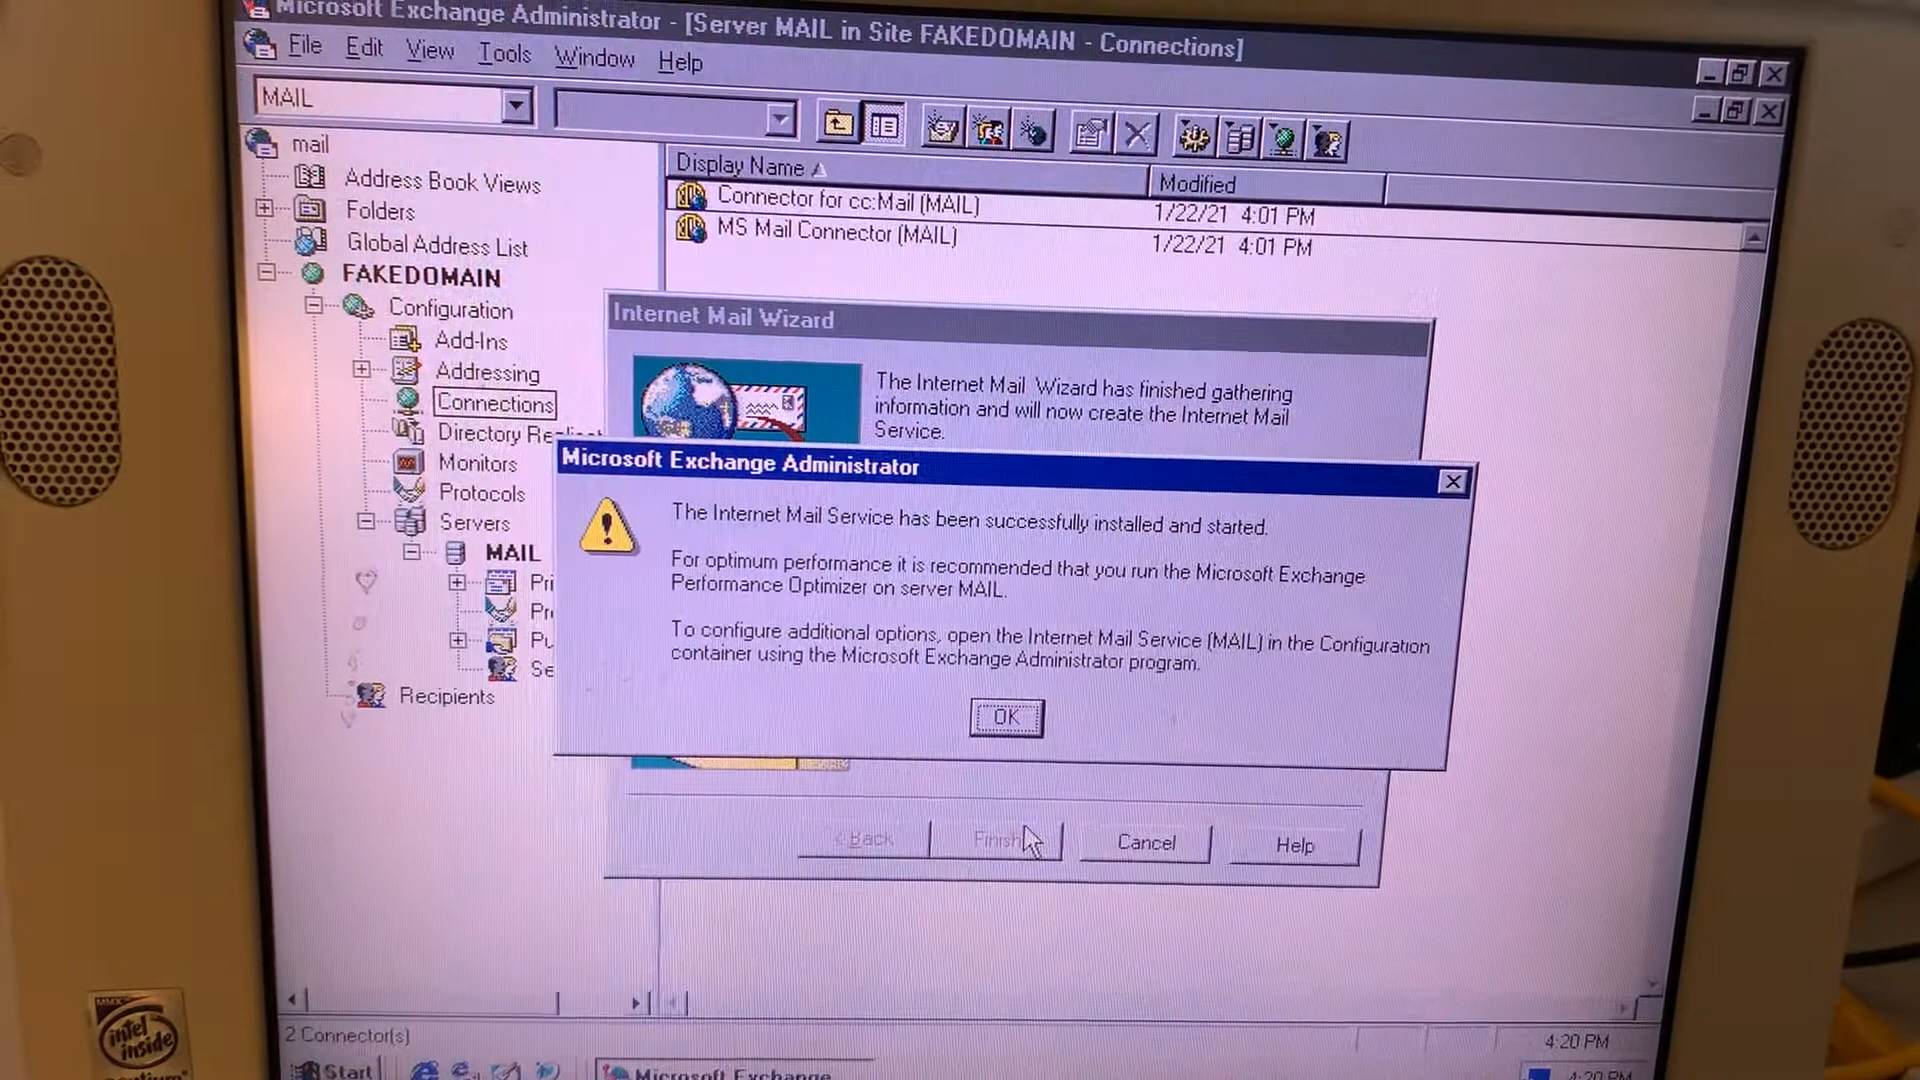 Microsoft Exchange Administrator - [Server MAIL in Site FAKEDOMAIN - Connections]
File Edit View Tools Window Help
MAIL
mail
Address Book Views
Folders
Global Address List
FAKEDOMAIN
Configuration
Add-Ins
Addressing
Connections
Directory
Monitors
Protocols
Servers
MAIL
Recipients
Display Name Modified
Connector for cc:Mail (MAIL) 1/22/21 4:01 PM
MS Mail Connector (MAIL) 1/22/21 4:01 PM
Internet Mail Wizard
The Internet Mail Wizard has finished gathering
information and will now create the Internet Mail
Service.
Microsoft Exchange Administrator
The Internet Mail Service has been successfully installed and started.
For optimum performance it is recommended that you run the Microsoft Exchange
Performance Optimizer on server MAIL.
To configure additional options, open the Internet Mail Service (MAIL) in the Configuration
container using the Microsoft Exchange Administrator program.
OK
< Back Finish Cancel Help
2 Connector(s) 4:20 PM
Start Microsoft Exchange 4:20 PM
MMX
intel
inside
pentium